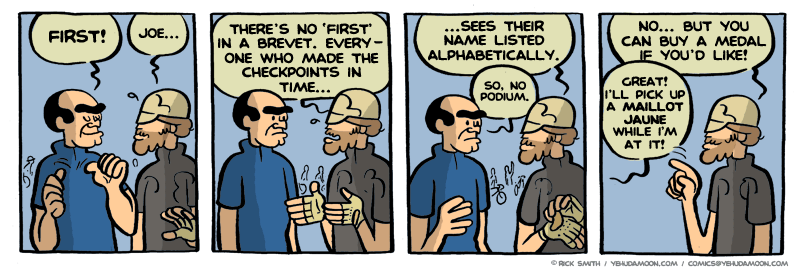 FIRST!
JOE...
THERE'S NO 'FIRST'
IN A BREVET. EVERY-
ONE WHO MADE THE
CHECKPOINTS IN
TIME...
...SEES THEIR
NAME LISTED
ALPHABETICALLY.
SO, NO
PODIUM.
NO... BUT YOU
CAN BUY A MEDAL
IF YOU'D LIKE!
GREAT!
I'LL PICK UP
A MAILLOT
JAUNE
WHILE I'M
AT IT!
© RICK SMITH / YEHUDAMOON.COM / COMICS@YEHUDAMOON.COM